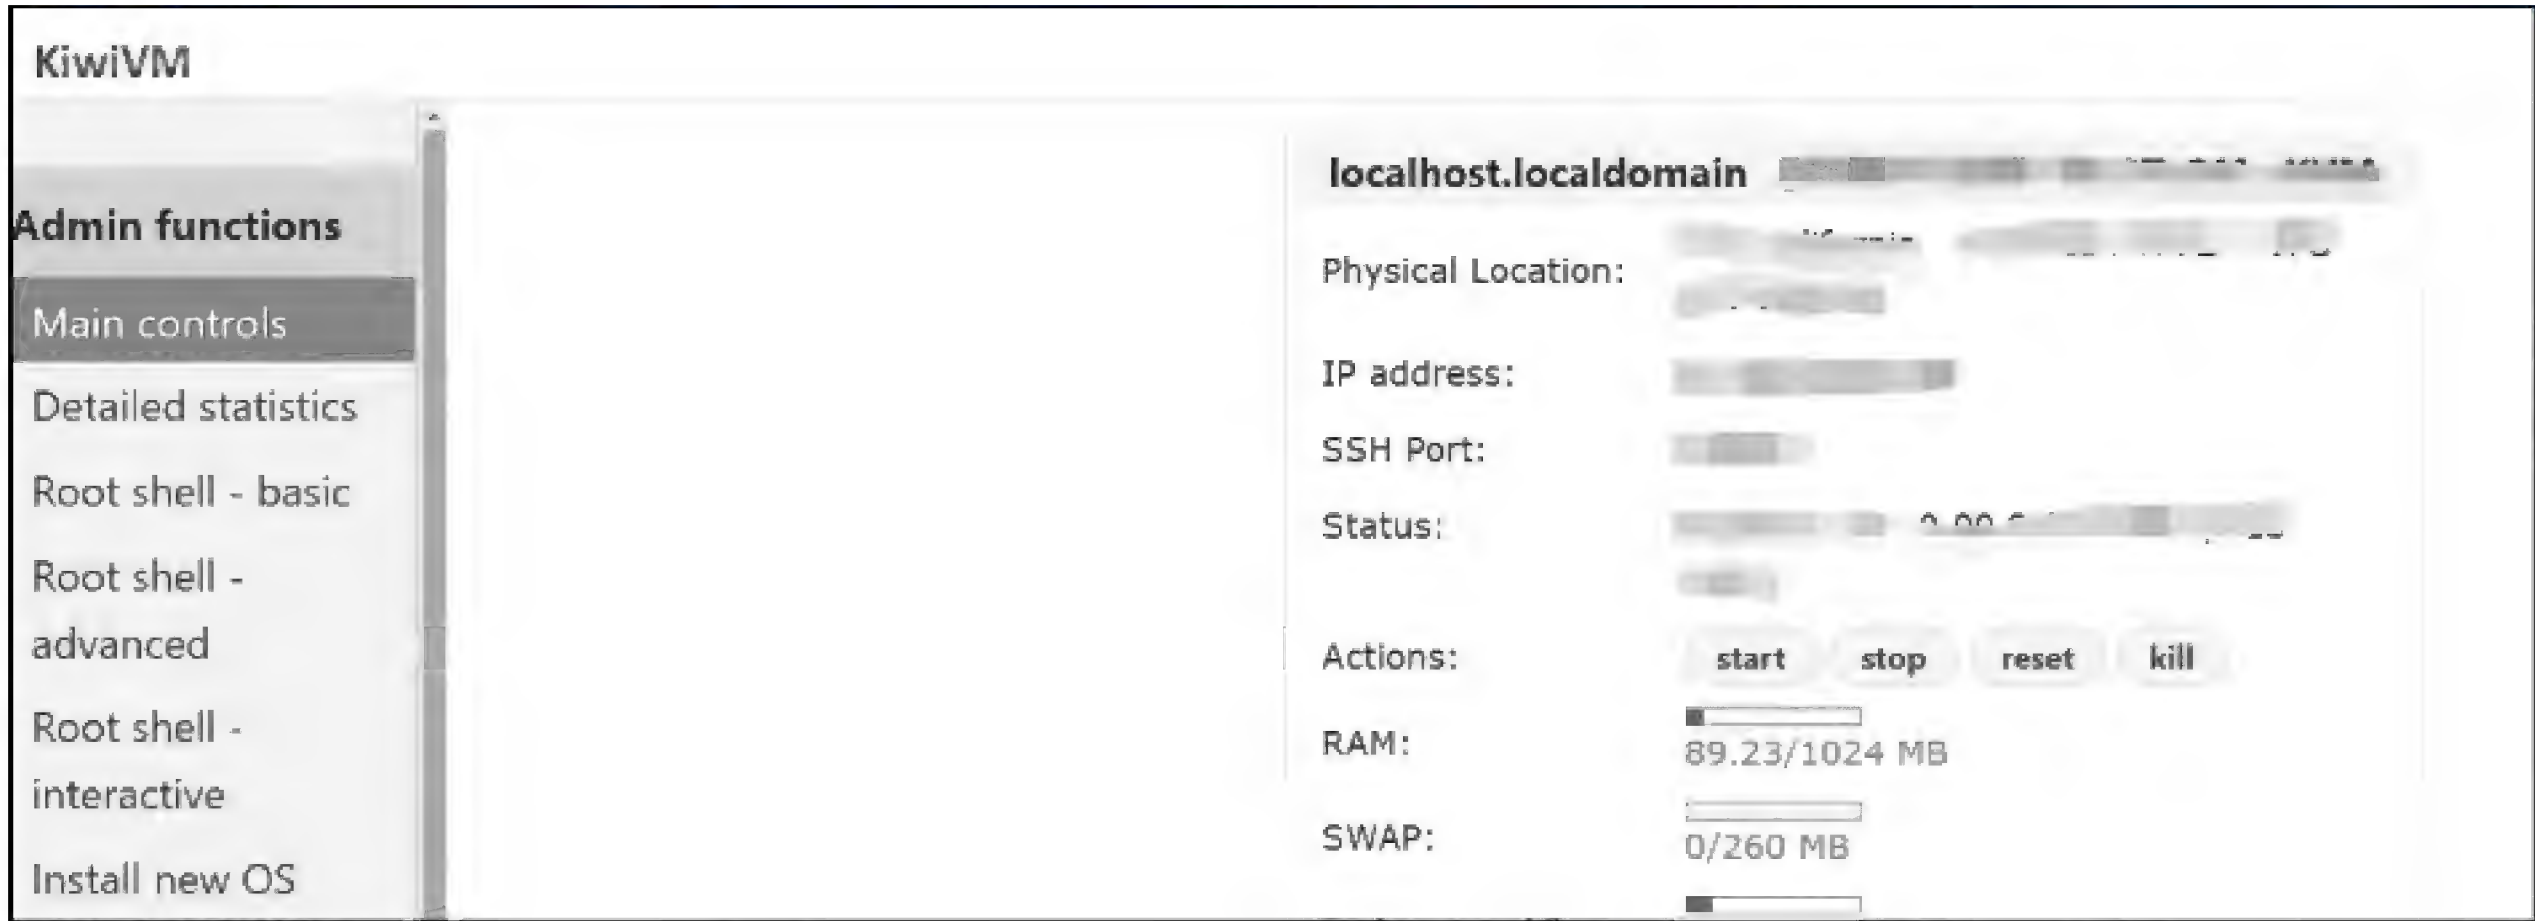 KiwiVM
Admin functions
Main controls
Detailed statistics
Root shell - basic
Root shell -
advanced
Root shell -
interactive
Install new OS
localhost.localdomain
Physical Location:
IP address:
SSH Port:
Status:
Actions: start stop reset kill
RAM: 89.23/1024 MB
SWAP: 0/260 MB